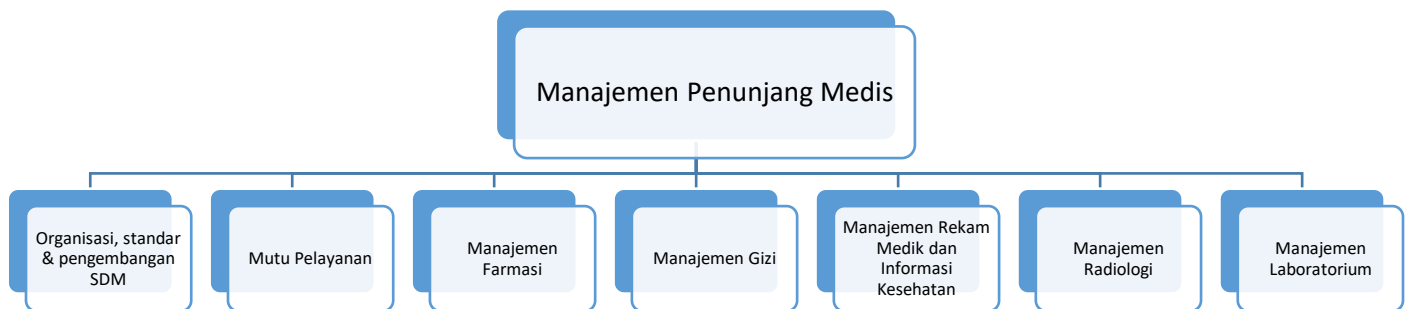 Manajemen Penunjang Medis
Organisasi, standar
& pengembangan
SDM
Mutu Pelayanan
Manajemen
Farmasi
Manajemen Gizi
Manajemen Rekam
Medik dan
Informasi
Kesehatan
Manajemen
Radiologi
Manajemen
Laboratorium